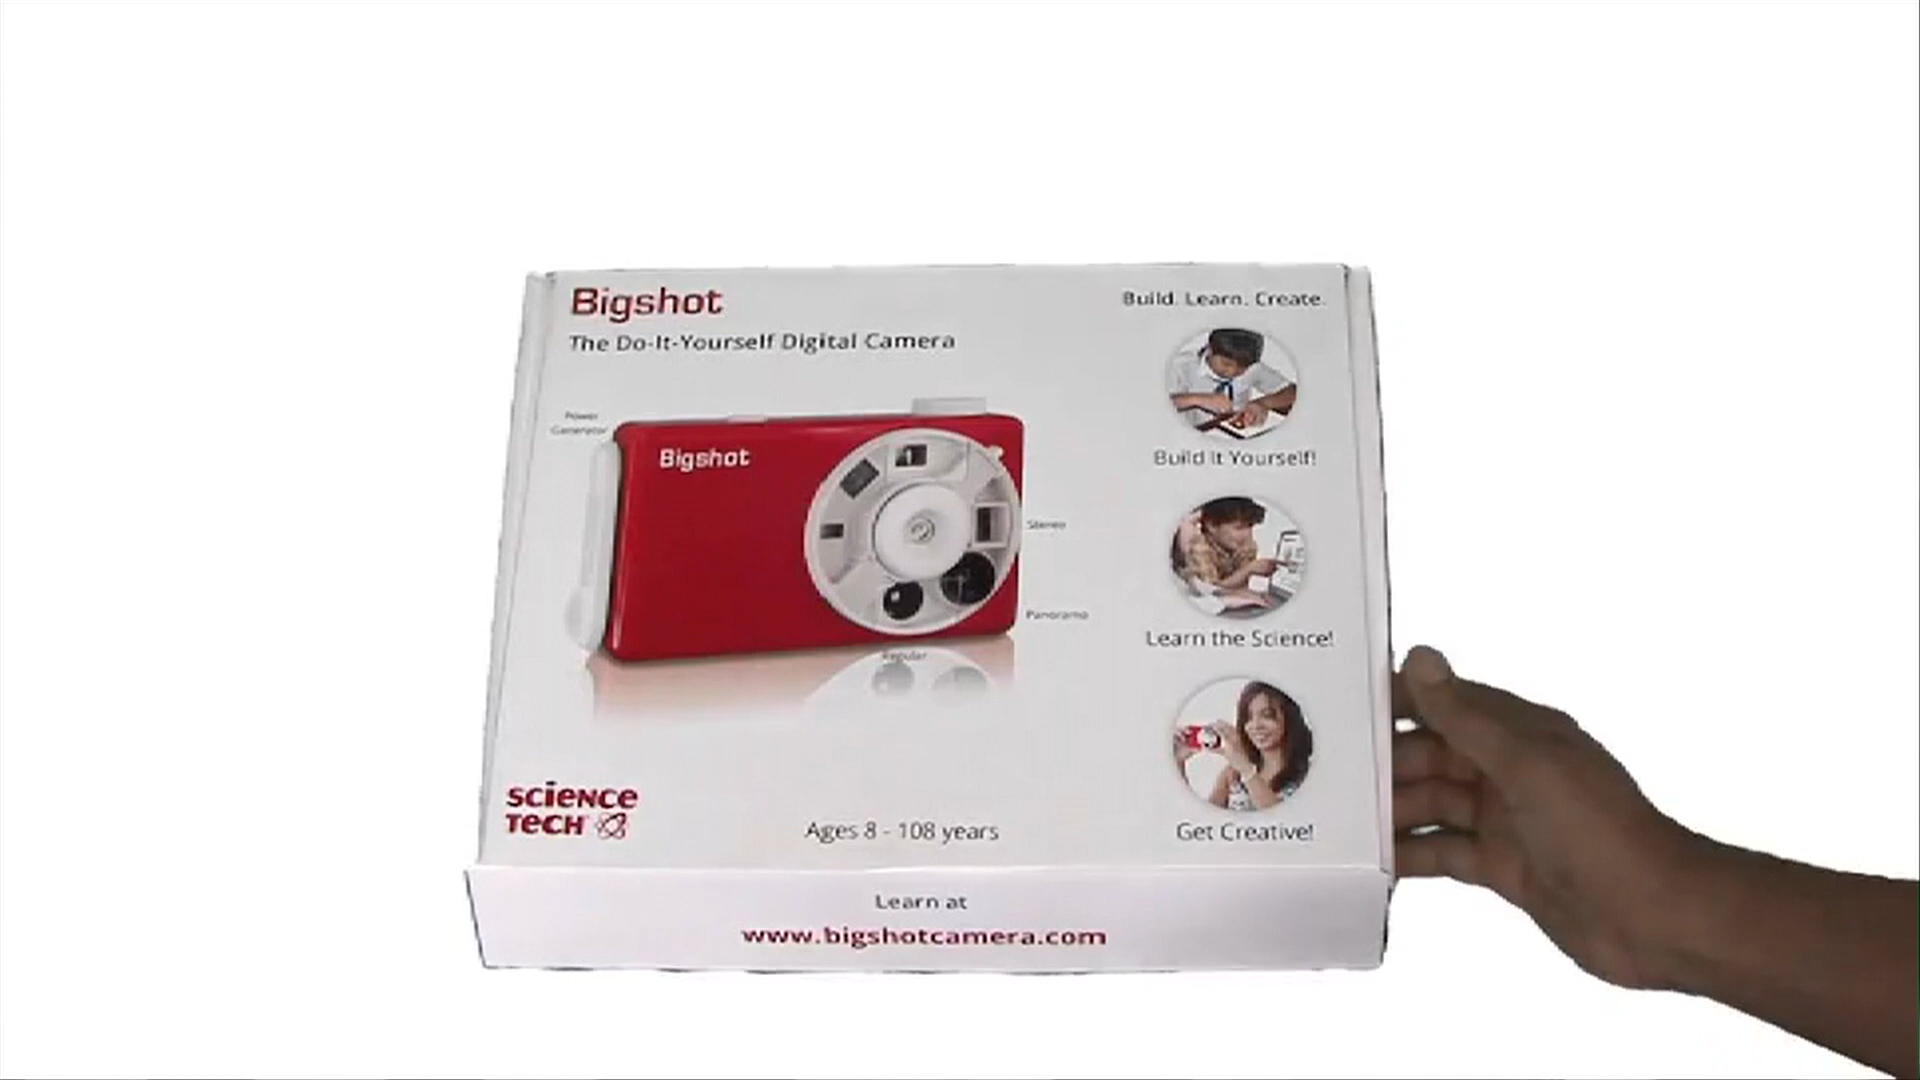 Bigshot
The Do-It-Yourself Digital Camera
Build. Learn. Create.
Power
Generator
Bigshot
Stereo
Panorama
Regular
Build It Yourself!
Learn the Science!
Get Creative!
SCIENCE
TECH
Ages 8 - 108 years
Learn at
www.bigshotcamera.com